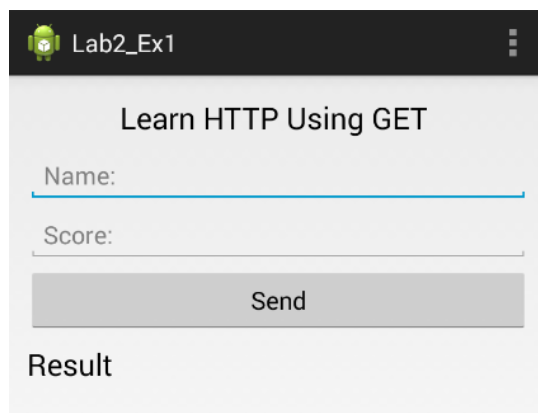 Lab2_Ex1
Learn HTTP Using GET
Name:
Score:
Send
Result